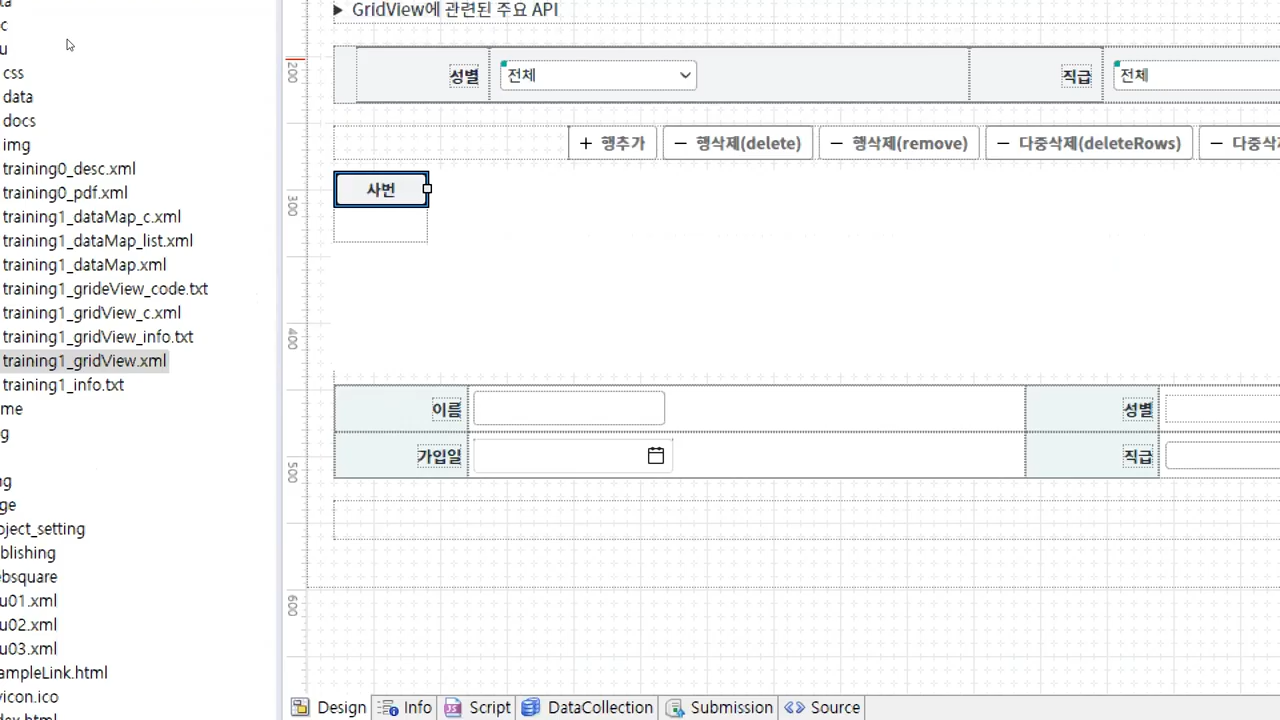 GridView에 관련된 주요 API
c
u
css
data
docs
img
training0_desc.xml
training0_pdf.xml
training1_dataMap_c.xml
training1_dataMap_list.xml
training1_dataMap.xml
training1_grideView_code.txt
training1_gridView_c.xml
training1_gridView_info.txt
training1_gridView.xml
training1_info.txt
me
g
ng
ge
oject_setting
blishing
ebsquare
u01.xml
u02.xml
u03.xml
ampleLink.html
vicon.ico
dex.html
200
300
400
500
600
성별 전체 직급 전체
+ 행추가 − 행삭제(delete) − 행삭제(remove) − 다중삭제(deleteRows) − 다중삭
사번
이름 성별
가입일 직급
Design Info Script DataCollection Submission Source